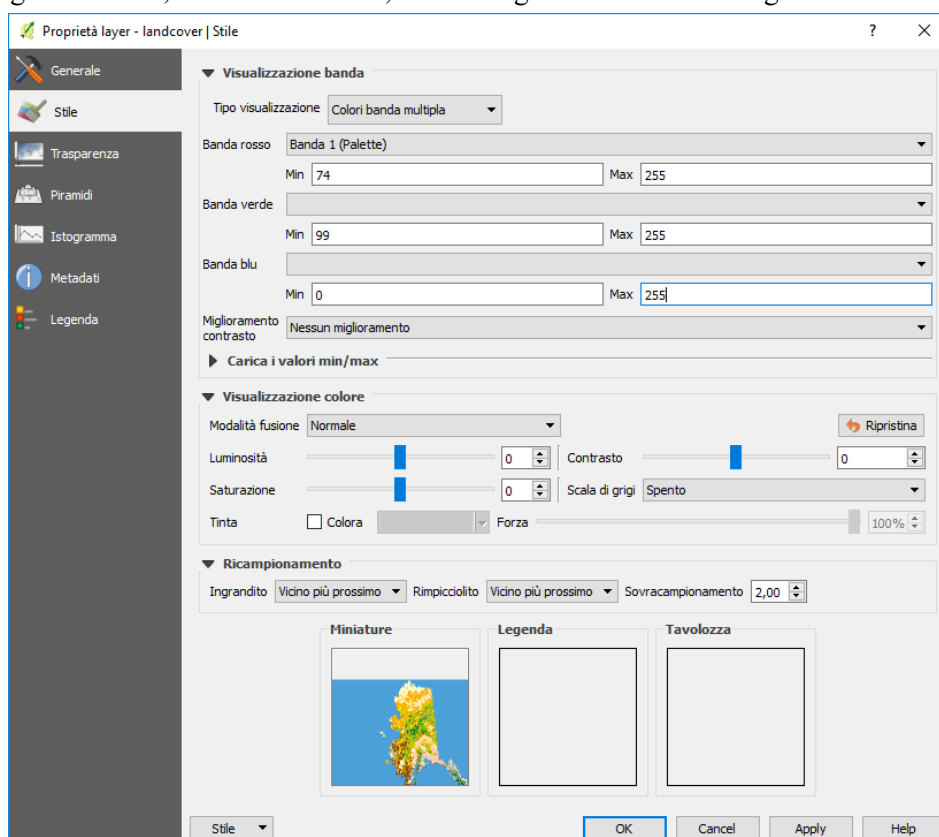 Proprietà layer - landcover | Stile ? ×
Generale
Stile
Trasparenza
Piramidi
Istogramma
Metadati
Legenda
Visualizzazione banda
Tipo visualizzazione Colori banda multipla
Banda rosso Banda 1 (Palette)
Min 74 Max 255
Banda verde
Min 99 Max 255
Banda blu
Min 0 Max 255
Miglioramento contrasto Nessun miglioramento
Carica i valori min/max
Visualizzazione colore
Modalità fusione Normale Ripristina
Luminosità 0 Contrasto 0
Saturazione 0 Scala di grigi Spento
Tinta Colora Forza 100%
Ricampionamento
Ingrandito Vicino più prossimo Rimpicciolito Vicino più prossimo Sovracampionamento 2,00
Miniature Legenda Tavolozza
Stile OK Cancel Apply Help